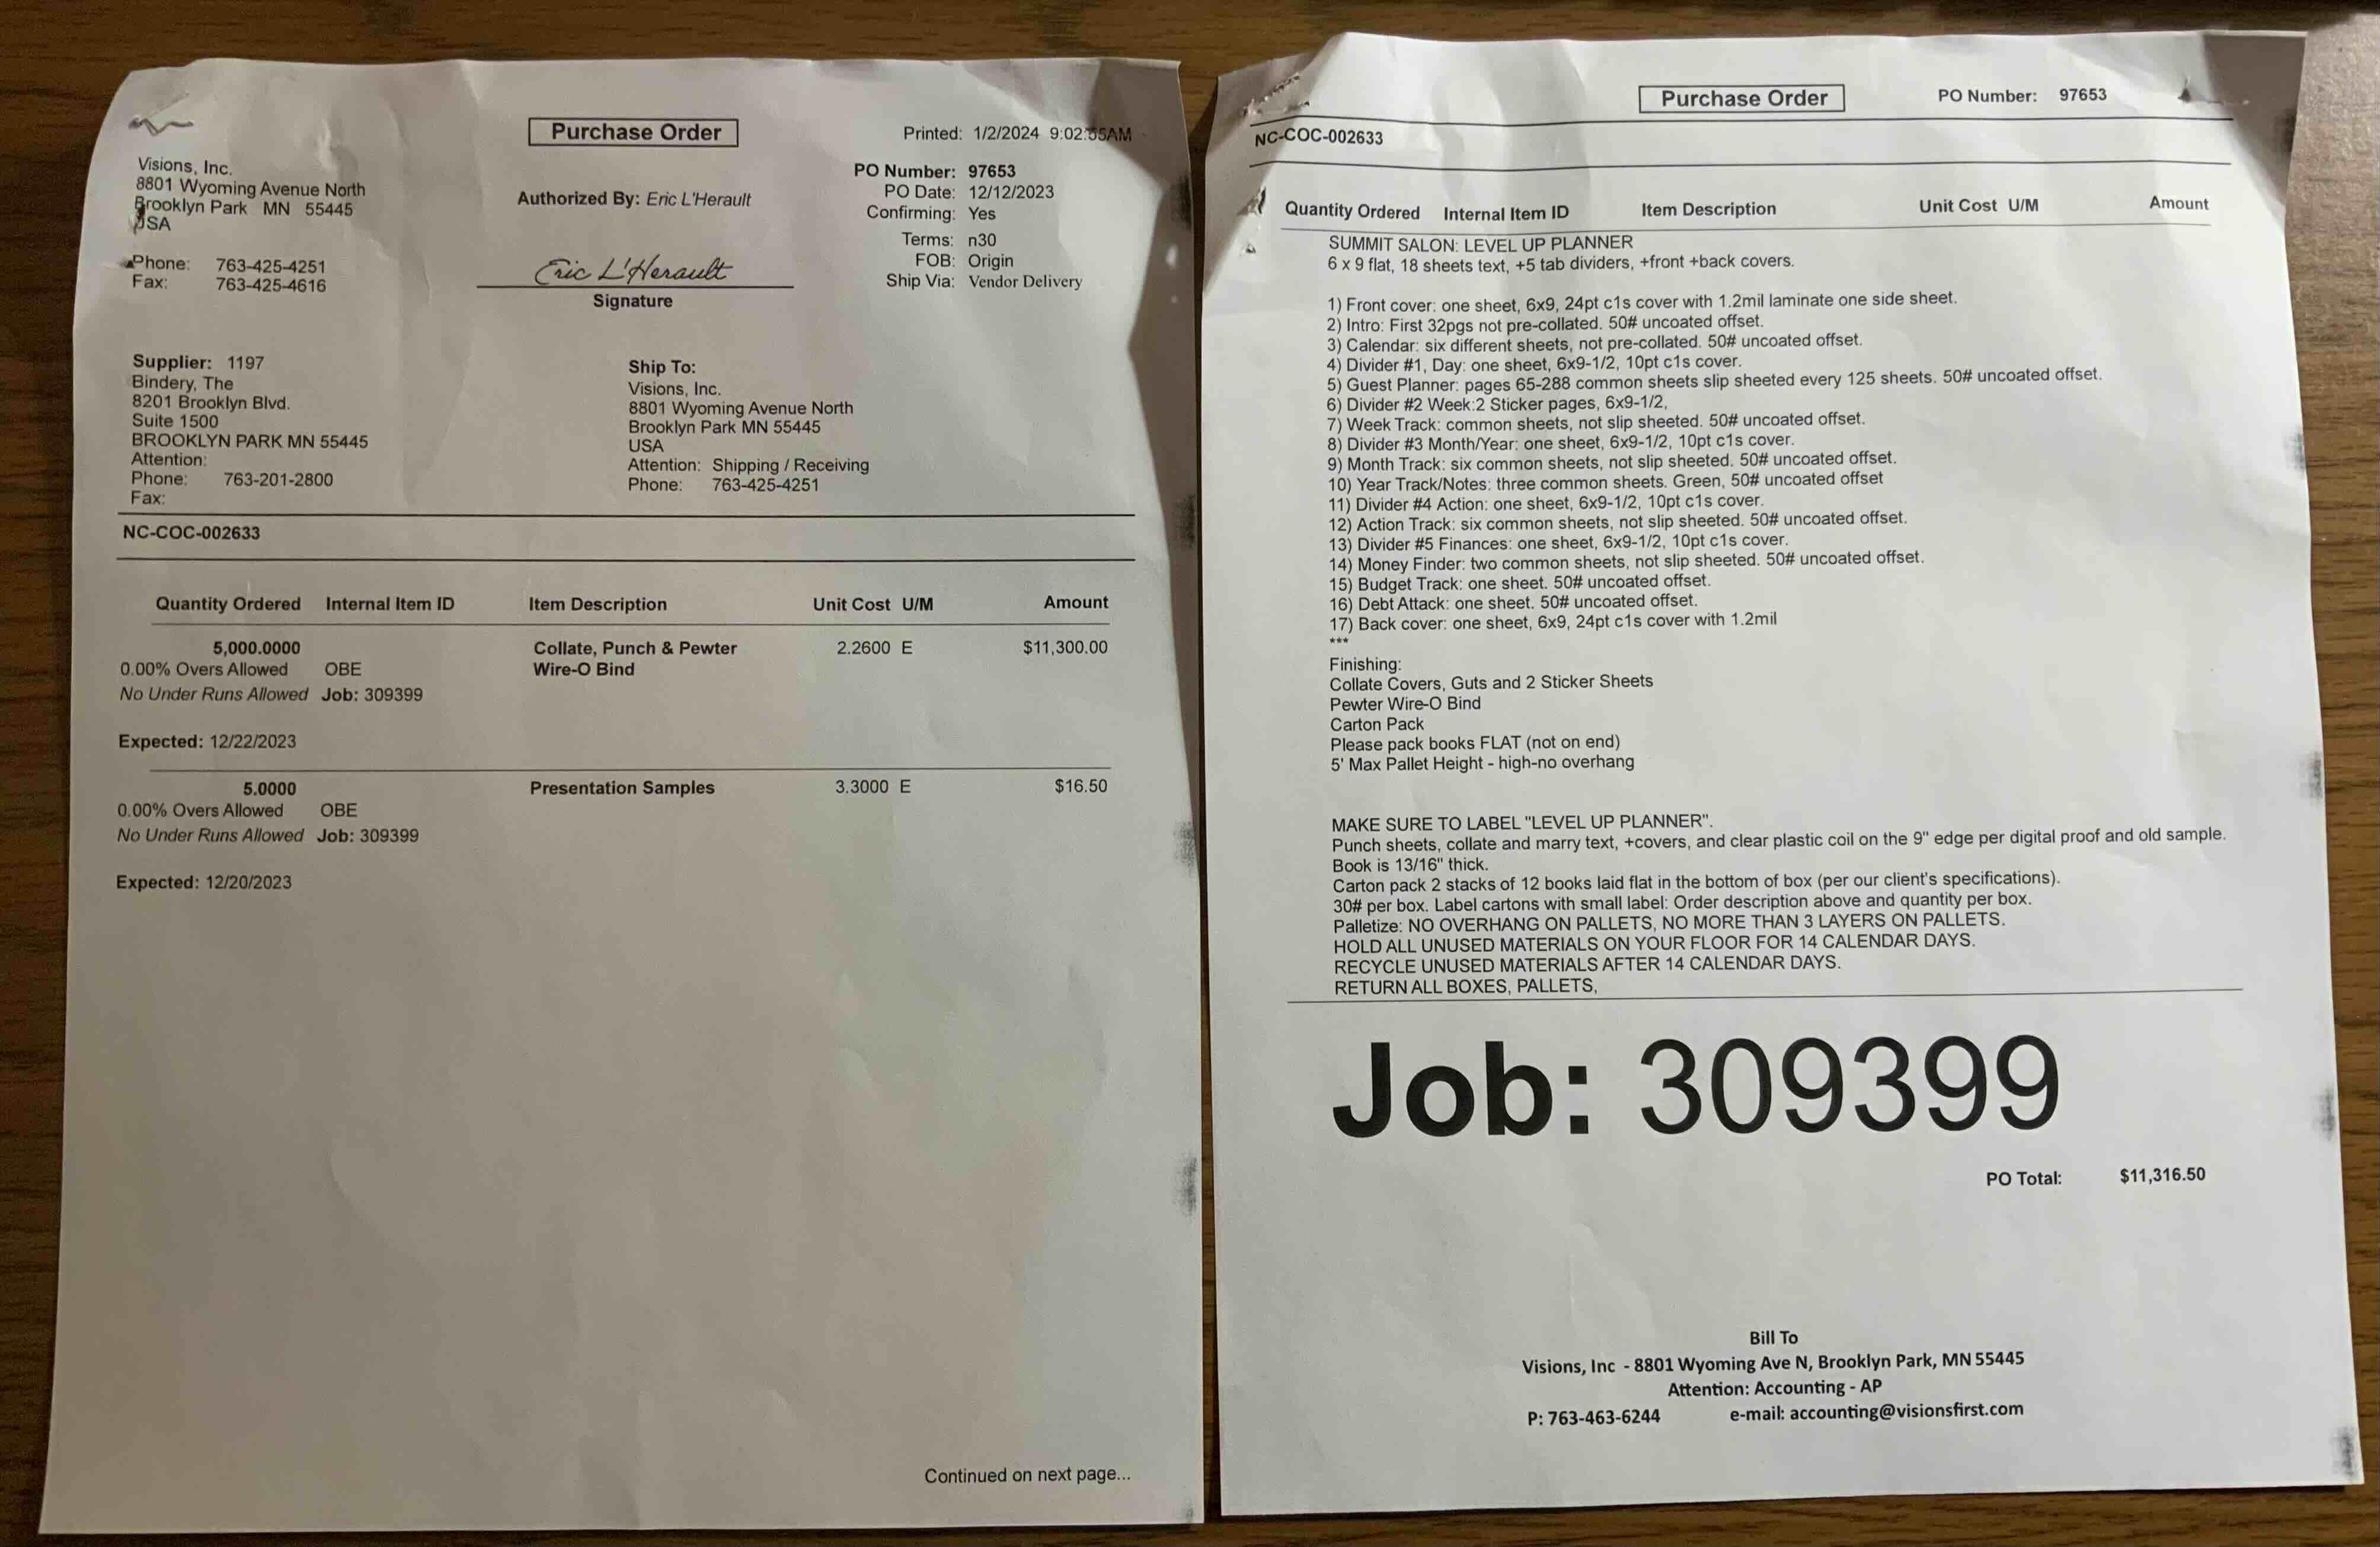 Purchase Order
Printed: 1/2/2024 9:02:55AM
Visions, Inc.
8801 Wyoming Avenue North
Brooklyn Park MN 55445
USA
Phone: 763-425-4251
Fax: 763-425-4616
Authorized By: Eric L'Herault
Eric L'Herault
Signature
PO Number: 97653
PO Date: 12/12/2023
Confirming: Yes
Terms: n30
FOB: Origin
Ship Via: Vendor Delivery
Supplier: 1197
Bindery, The
8201 Brooklyn Blvd.
Suite 1500
BROOKLYN PARK MN 55445
Attention:
Phone: 763-201-2800
Fax:
Ship To:
Visions, Inc.
8801 Wyoming Avenue North
Brooklyn Park MN 55445
USA
Attention: Shipping / Receiving
Phone: 763-425-4251
NC-COC-002633
Quantity Ordered Internal Item ID Item Description Unit Cost U/M Amount
5,000.0000 Collate, Punch & Pewter 2.2600 E $11,300.00
0.00% Overs Allowed OBE Wire-O Bind
No Under Runs Allowed Job: 309399
Expected: 12/22/2023
5.0000 Presentation Samples 3.3000 E $16.50
0.00% Overs Allowed OBE
No Under Runs Allowed Job: 309399
Expected: 12/20/2023
Continued on next page...
Purchase Order PO Number: 97653
NC-COC-002633
Quantity Ordered Internal Item ID Item Description Unit Cost U/M Amount
SUMMIT SALON: LEVEL UP PLANNER
6 x 9 flat, 18 sheets text, +5 tab dividers, +front +back covers.
1) Front cover: one sheet, 6x9, 24pt c1s cover with 1.2mil laminate one side sheet.
2) Intro: First 32pgs not pre-collated. 50# uncoated offset.
3) Calendar: six different sheets, not pre-collated. 50# uncoated offset.
4) Divider #1, Day: one sheet, 6x9-1/2, 10pt c1s cover.
5) Guest Planner: pages 65-288 common sheets slip sheeted every 125 sheets. 50# uncoated offset.
6) Divider #2 Week:2 Sticker pages, 6x9-1/2,
7) Week Track: common sheets, not slip sheeted. 50# uncoated offset.
8) Divider #3 Month/Year: one sheet, 6x9-1/2, 10pt c1s cover.
9) Month Track: six common sheets, not slip sheeted. 50# uncoated offset.
10) Year Track/Notes: three common sheets. Green, 50# uncoated offset
11) Divider #4 Action: one sheet, 6x9-1/2, 10pt c1s cover.
12) Action Track: six common sheets, not slip sheeted. 50# uncoated offset.
13) Divider #5 Finances: one sheet, 6x9-1/2, 10pt c1s cover.
14) Money Finder: two common sheets, not slip sheeted. 50# uncoated offset.
15) Budget Track: one sheet. 50# uncoated offset.
16) Debt Attack: one sheet. 50# uncoated offset.
17) Back cover: one sheet, 6x9, 24pt c1s cover with 1.2mil
***
Finishing:
Collate Covers, Guts and 2 Sticker Sheets
Pewter Wire-O Bind
Carton Pack
Please pack books FLAT (not on end)
5' Max Pallet Height - high-no overhang
MAKE SURE TO LABEL "LEVEL UP PLANNER".
Punch sheets, collate and marry text, +covers, and clear plastic coil on the 9" edge per digital proof and old sample.
Book is 13/16" thick.
Carton pack 2 stacks of 12 books laid flat in the bottom of box (per our client's specifications).
30# per box. Label cartons with small label: Order description above and quantity per box.
Palletize: NO OVERHANG ON PALLETS, NO MORE THAN 3 LAYERS ON PALLETS.
HOLD ALL UNUSED MATERIALS ON YOUR FLOOR FOR 14 CALENDAR DAYS.
RECYCLE UNUSED MATERIALS AFTER 14 CALENDAR DAYS.
RETURN ALL BOXES, PALLETS,
Job: 309399
PO Total: $11,316.50
Bill To
Visions, Inc - 8801 Wyoming Ave N, Brooklyn Park, MN 55445
Attention: Accounting - AP
P: 763-463-6244 e-mail: accounting@visionsfirst.com